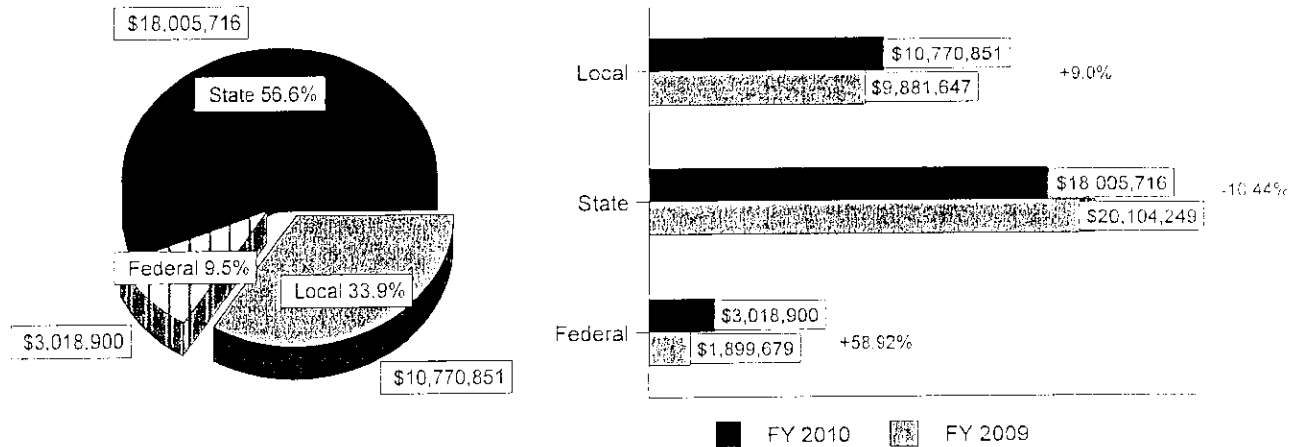 $18,005,716
State 56.6%
Federal 9.5%
Local 33.9%
$3,018,900
$10,770,851
Local
$10,770,851
$9,881,647
+9.0%
State
$18,005,716
$20,104,249
-10.44%
Federal
$3,018,900
$1,899,679
+58.92%
FY 2010
FY 2009